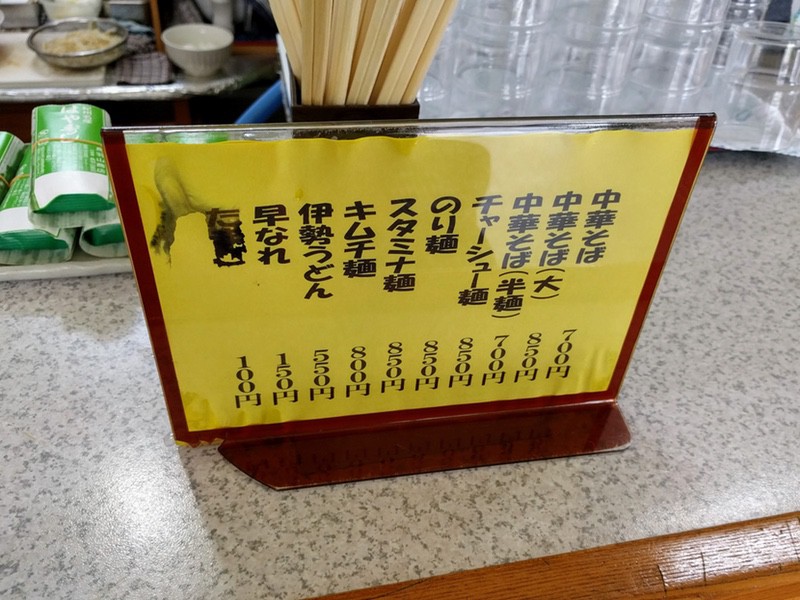 中華そば 700円
中華そば(大) 850円
中華そば(半麺) 700円
チャーシュー麺 850円
のり麺 850円
スタミナ麺 850円
キムチ麺 800円
伊勢うどん 550円
早なれ 150円
100円